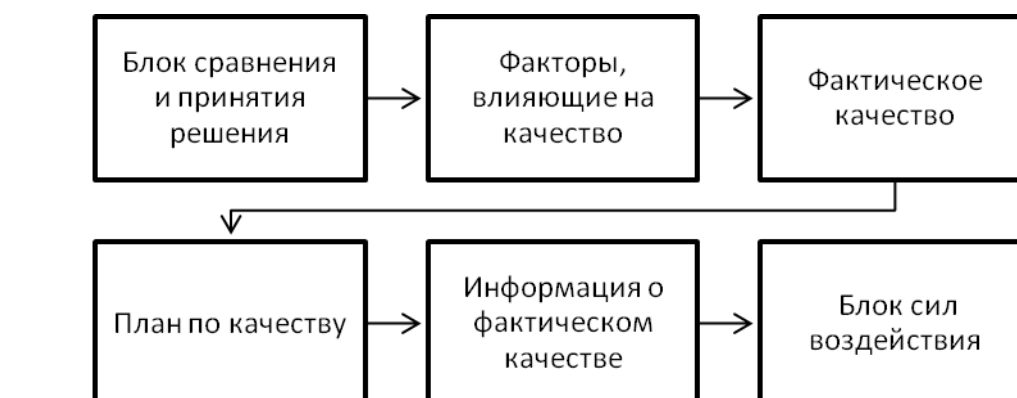 Блок сравнения
и принятия
решения
Факторы,
влияющие на
качество
Фактическое
качество
План по качеству
Информация о
фактическом
качестве
Блок сил
воздействия